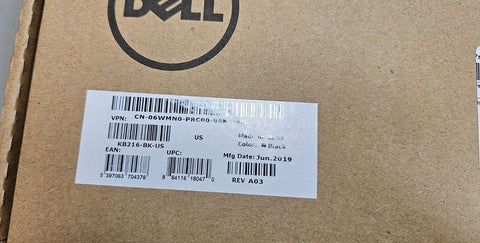 DELL
VPN: CN-06WMN0-PRC00-95K
US
KB216-BK-US
Color: M Black
EAN: UPC: Mfg Date: Jun.2019
5 397063 704378 8 84116 18047 0
REV A03